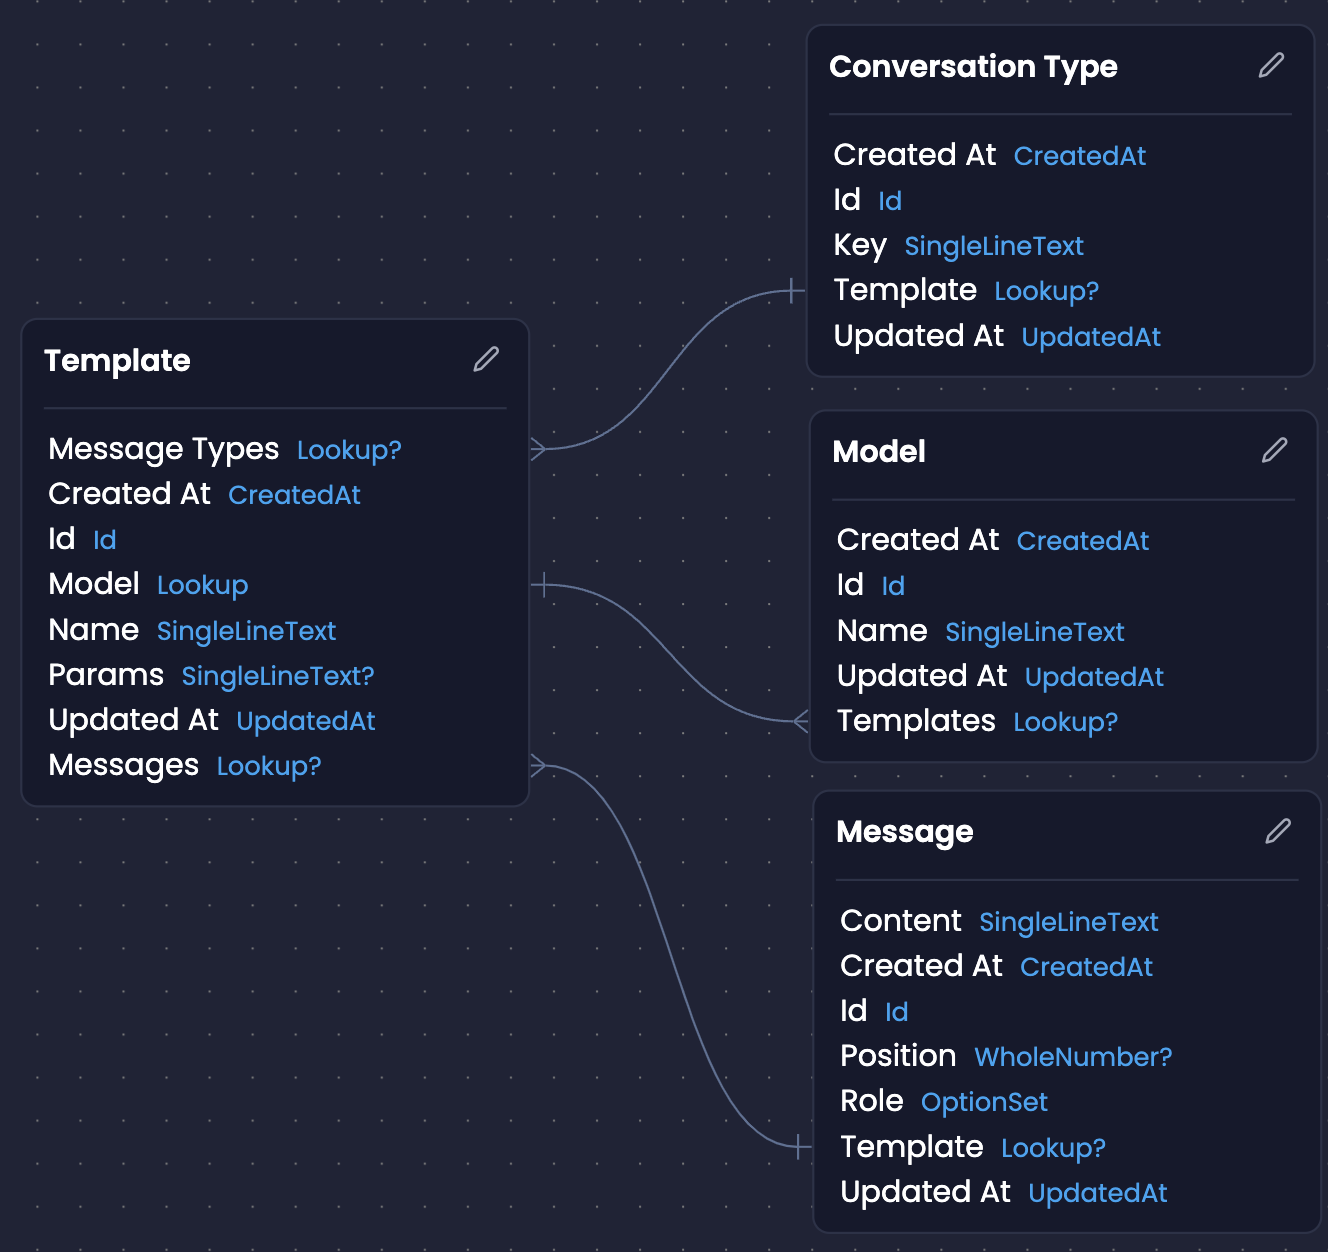 Conversation Type
Created At CreatedAt
Id Id
Key SingleLineText
Template Lookup?
Updated At UpdatedAt
Template
Message Types Lookup?
Created At CreatedAt
Id Id
Model Lookup
Name SingleLineText
Params SingleLineText?
Updated At UpdatedAt
Messages Lookup?
Model
Created At CreatedAt
Id Id
Name SingleLineText
Updated At UpdatedAt
Templates Lookup?
Message
Content SingleLineText
Created At CreatedAt
Id Id
Position WholeNumber?
Role OptionSet
Template Lookup?
Updated At UpdatedAt